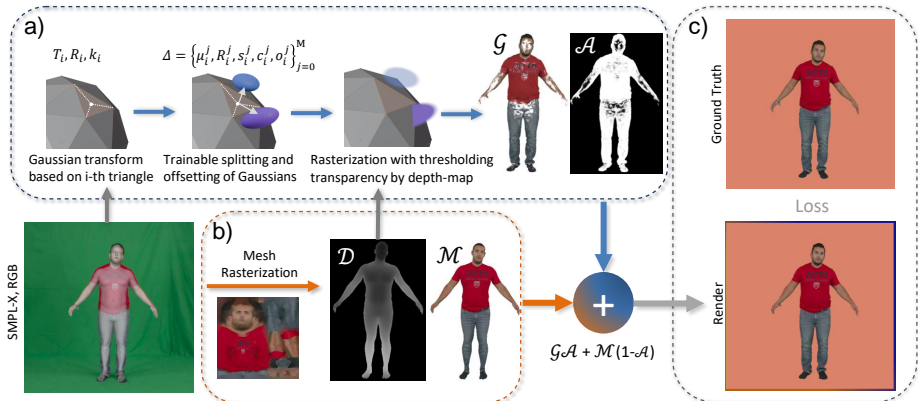 a)
T_i, R_i, k_i
Δ = {μ_i^j, R_i^j, s_i^j, c_i^j, o_i^j}_{j=0}^M
𝒢
𝒜
Gaussian transform
based on i-th triangle
Trainable splitting and
offsetting of Gaussians
Rasterization with thresholding
transparency by depth-map
SMPL-X, RGB
b)
Mesh
Rasterization
𝒟
ℳ
+
𝒢𝒜 + ℳ(1-𝒜)
c)
Ground Truth
Loss
Render